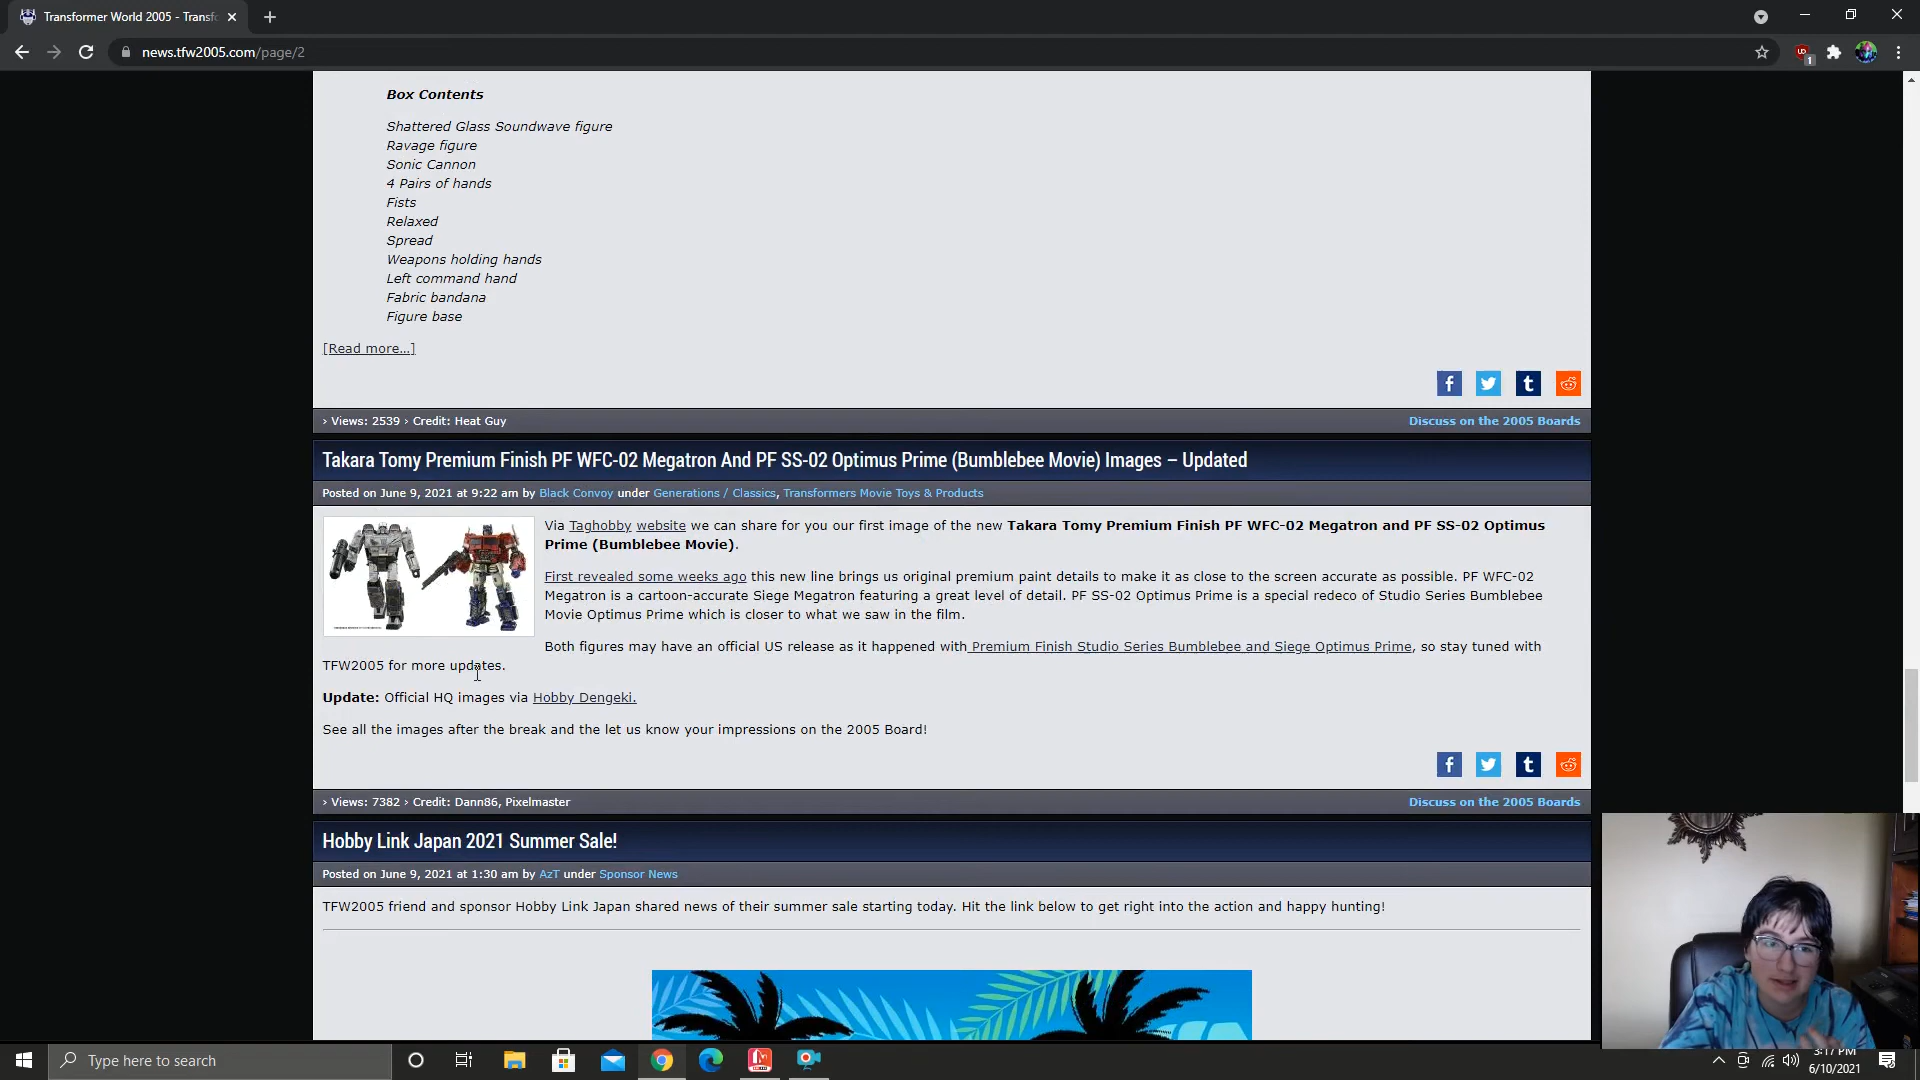 Transformer World 2005 - Transf
news.tfw2005.com/page/2
Box Contents
Shattered Glass Soundwave figure
Ravage figure
Sonic Cannon
4 Pairs of hands
Fists
Relaxed
Spread
Weapons holding hands
Left command hand
Fabric bandana
Figure base
[Read more...]
› Views: 2539 › Credit: Heat Guy
Discuss on the 2005 Boards
Takara Tomy Premium Finish PF WFC-02 Megatron And PF SS-02 Optimus Prime (Bumblebee Movie) Images – Updated
Posted on June 9, 2021 at 9:22 am by Black Convoy under Generations / Classics, Transformers Movie Toys & Products
Via Taghobby website we can share for you our first image of the new Takara Tomy Premium Finish PF WFC-02 Megatron and PF SS-02 Optimus
Prime (Bumblebee Movie).
First revealed some weeks ago this new line brings us original premium paint details to make it as close to the screen accurate as possible. PF WFC-02
Megatron is a cartoon-accurate Siege Megatron featuring a great level of detail. PF SS-02 Optimus Prime is a special redeco of Studio Series Bumblebee
Movie Optimus Prime which is closer to what we saw in the film.
Both figures may have an official US release as it happened with Premium Finish Studio Series Bumblebee and Siege Optimus Prime, so stay tuned with
TFW2005 for more updates.
Update: Official HQ images via Hobby Dengeki.
See all the images after the break and the let us know your impressions on the 2005 Board!
› Views: 7382 › Credit: Dann86, Pixelmaster
Discuss on the 2005 Boards
Hobby Link Japan 2021 Summer Sale!
Posted on June 9, 2021 at 1:30 am by AzT under Sponsor News
TFW2005 friend and sponsor Hobby Link Japan shared news of their summer sale starting today. Hit the link below to get right into the action and happy hunting!
Type here to search
3:17 PM
6/10/2021